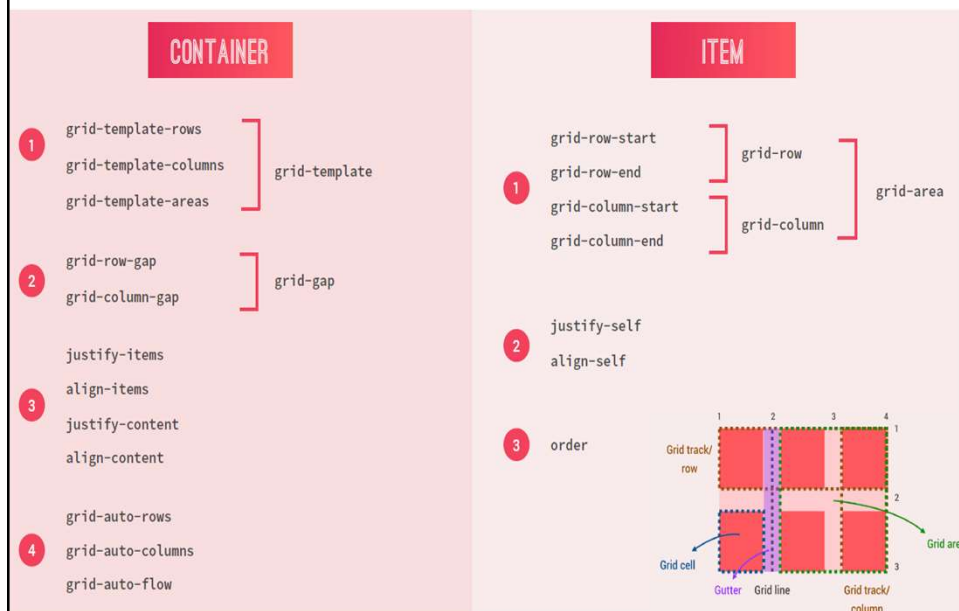 CONTAINER
1
grid-template-rows
grid-template-columns
grid-template-areas
grid-template
2
grid-row-gap
grid-column-gap
grid-gap
3
justify-items
align-items
justify-content
align-content
4
grid-auto-rows
grid-auto-columns
grid-auto-flow
ITEM
1
grid-row-start
grid-row-end
grid-column-start
grid-column-end
grid-row
grid-column
grid-area
2
justify-self
align-self
3
order
1 2 3 4
1
Grid track/
row
2
Grid cell
Grid are
3
Gutter Grid line Grid track/
column